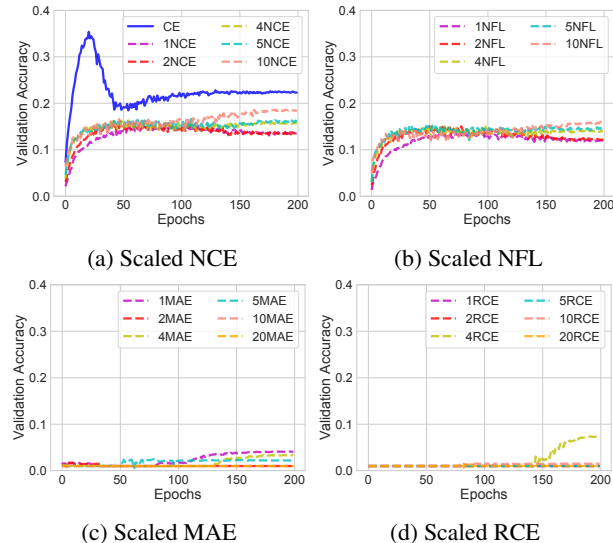 0.4
0.3
0.2
0.1
0.0
Validation Accuracy
CE
1NCE
2NCE
4NCE
5NCE
10NCE
0 50 100 150 200
Epochs
(a) Scaled NCE
0.4
0.3
0.2
0.1
0.0
Validation Accuracy
1NFL
2NFL
4NFL
5NFL
10NFL
0 50 100 150 200
Epochs
(b) Scaled NFL
0.4
0.3
0.2
0.1
0.0
Validation Accuracy
1MAE
2MAE
4MAE
5MAE
10MAE
20MAE
0 50 100 150 200
Epochs
(c) Scaled MAE
0.4
0.3
0.2
0.1
0.0
Validation Accuracy
1RCE
2RCE
4RCE
5RCE
10RCE
20RCE
0 50 100 150 200
Epochs
(d) Scaled RCE